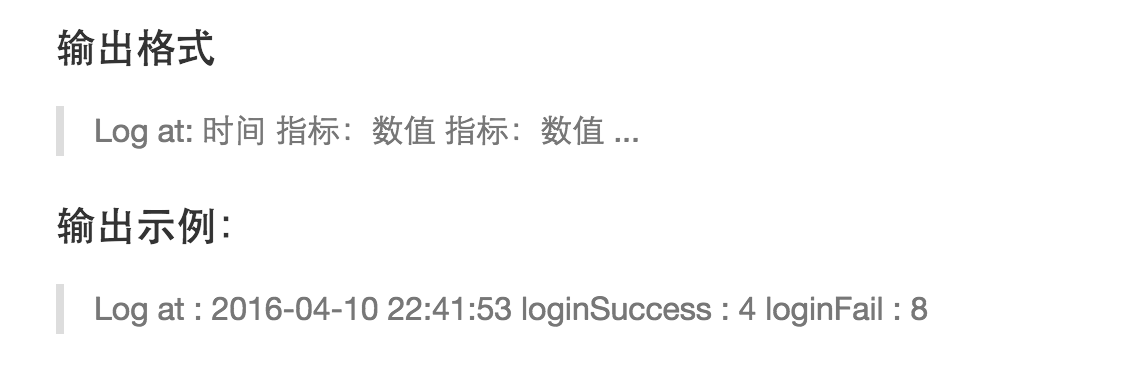 输出格式
Log at: 时间 指标：数值 指标：数值 ...
输出示例：
Log at : 2016-04-10 22:41:53 loginSuccess : 4 loginFail : 8